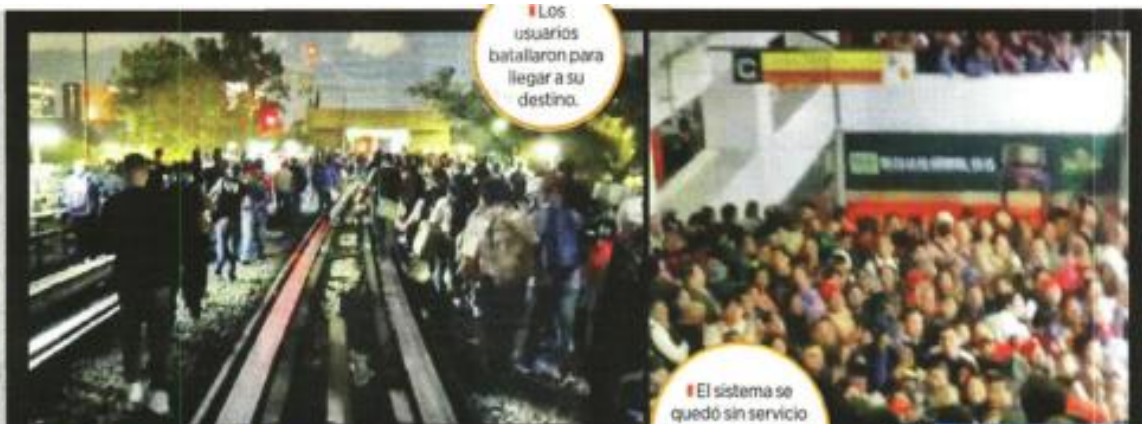 Los
usuarios
batallaron para
llegar a su
destino.
C
El sistema se
quedó sin servicio